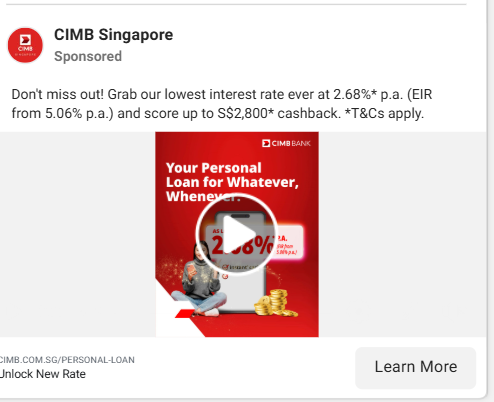 CIMB Singapore
Sponsored
Don't miss out! Grab our lowest interest rate ever at 2.68%* p.a. (EIR
from 5.06% p.a.) and score up to S$2,800* cashback. *T&Cs apply.
CIMB BANK
Your Personal
Loan for Whatever,
Whenever.
CIMB
CIMB.COM.SG/PERSONAL-LOAN
Unlock New Rate
Learn More